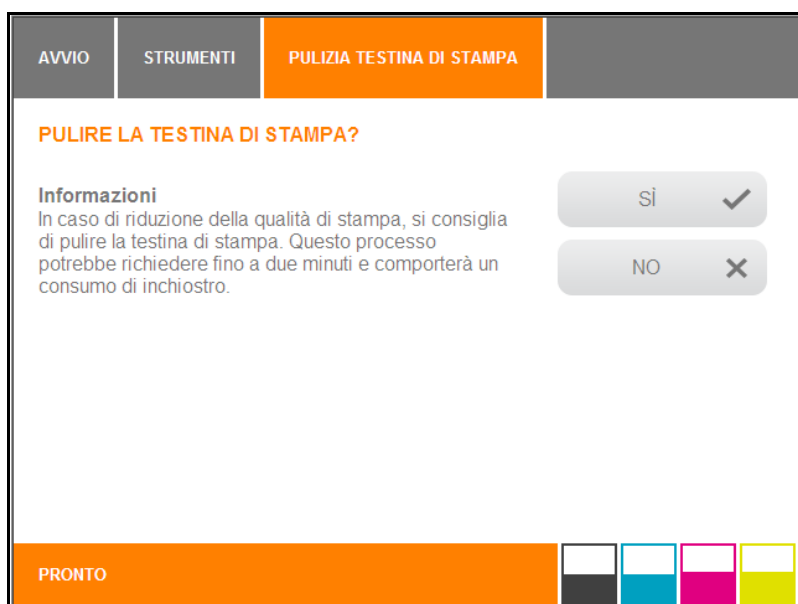 AVVIO
STRUMENTI
PULIZIA TESTINA DI STAMPA
PULIRE LA TESTINA DI STAMPA?
Informazioni
In caso di riduzione della qualità di stampa, si consiglia
di pulire la testina di stampa. Questo processo
potrebbe richiedere fino a due minuti e comporterà un
consumo di inchiostro.
SÌ
NO
PRONTO